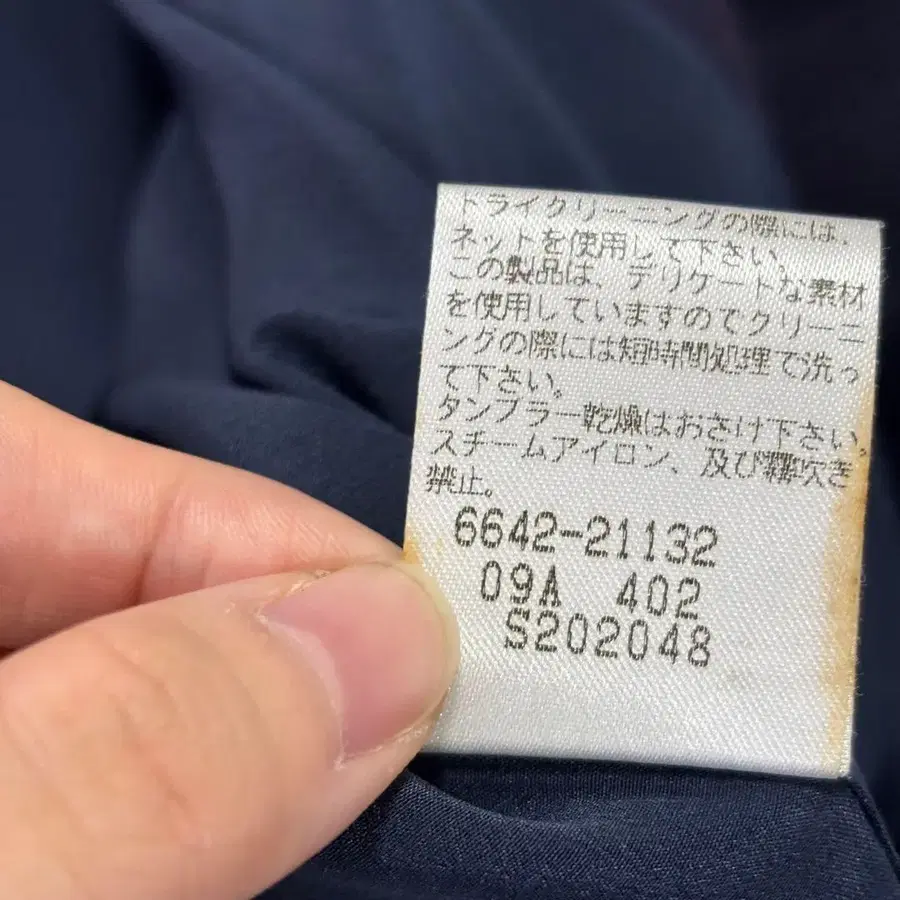 ドライクリーニングの際には、
ネットを使用して下さい。
この製品は、デリケートな素材
を使用していますのでクリーニ
ングの際には短時間処理で洗っ
て下さい。
タンブラー乾燥はおさけ下さい。
スチームアイロン、及び霧吹き
禁止。
6642-21132
09A 402
S202048